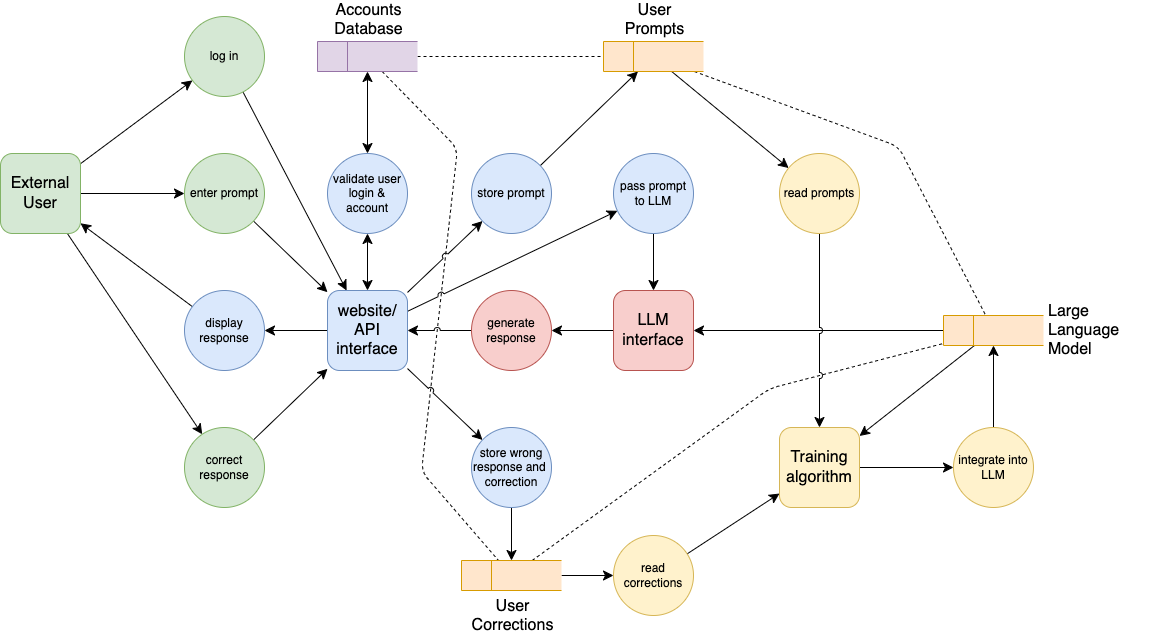 Accounts
Database
User
Prompts
log in
External
User
enter prompt
validate user
login &
account
store prompt
pass prompt
to LLM
read prompts
display
response
website/
API
interface
generate
response
LLM
interface
Large
Language
Model
correct
response
store wrong
response and
correction
Training
algorithm
integrate into
LLM
read
corrections
User
Corrections